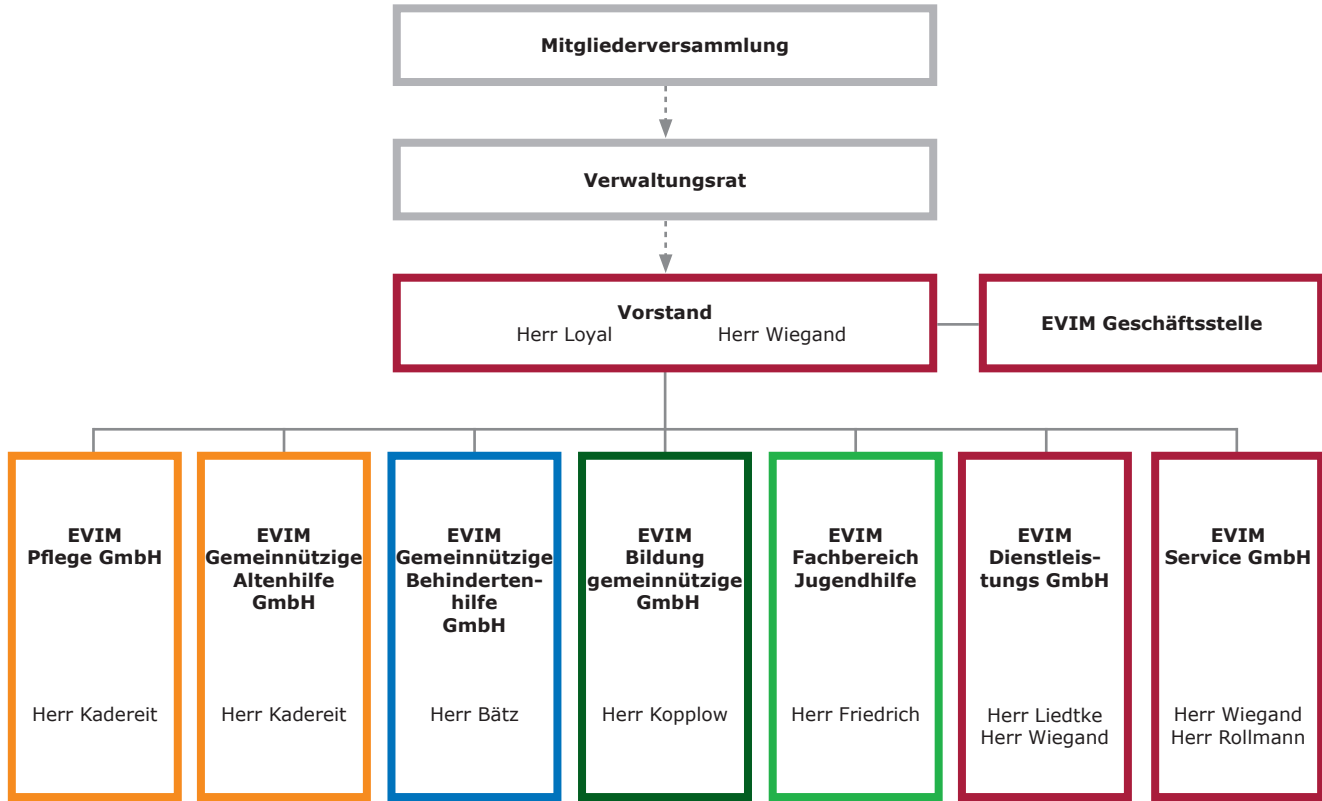 Mitgliederversammlung
Verwaltungsrat
Vorstand
Herr Loyal Herr Wiegand
EVIM Geschäftsstelle
EVIM
Pflege GmbH
Herr Kadereit
EVIM
Gemeinnützige
Altenhilfe
GmbH
Herr Kadereit
EVIM
Gemeinnützige
Behinderten-
hilfe
GmbH
Herr Bätz
EVIM
Bildung
gemeinnützige
GmbH
Herr Kopplow
EVIM
Fachbereich
Jugendhilfe
Herr Friedrich
EVIM
Dienstleis-
tungs GmbH
Herr Liedtke
Herr Wiegand
EVIM
Service GmbH
Herr Wiegand
Herr Rollmann